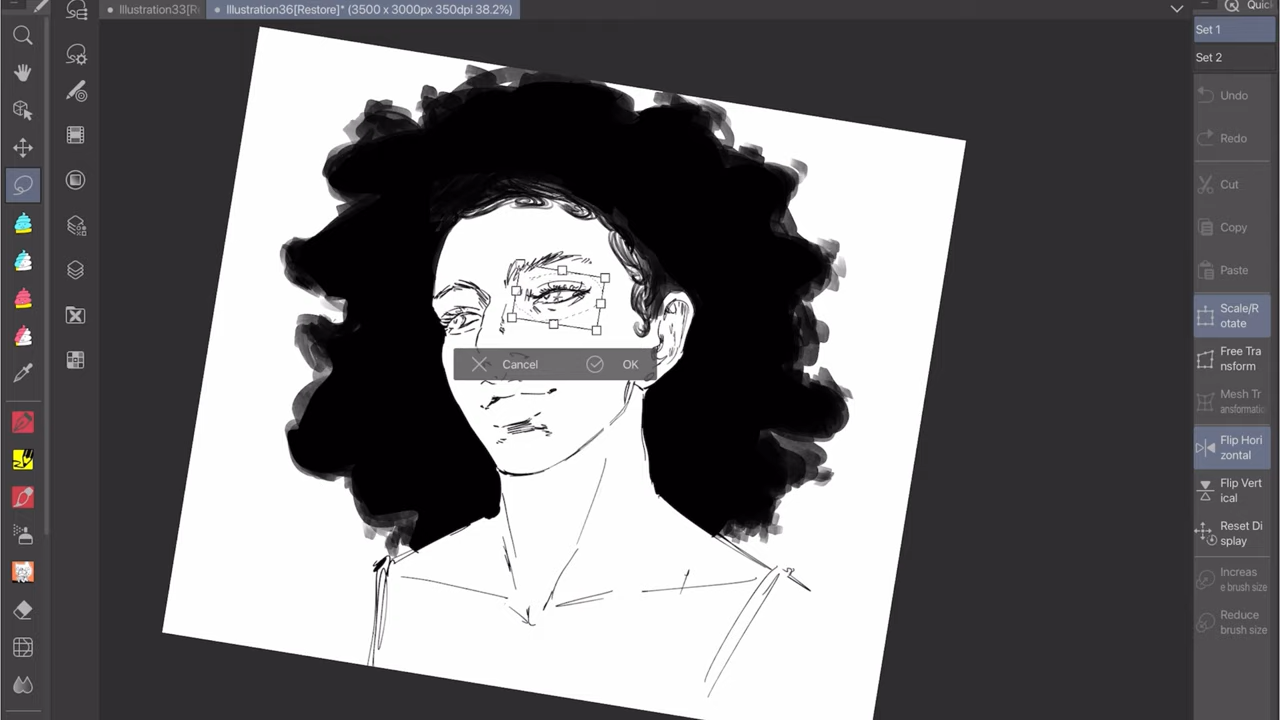 Illustration33[R
Illustration36[Restore]* (3500 x 3000px 350dpi 38.2%)
Quic
Set 1
Set 2
Undo
Redo
Cut
Copy
Paste
Scale/R
otate
Free Tra
nsform
Mesh Tr
ansformatio
Flip Hori
zontal
Flip Vert
ical
Reset Di
splay
Increas
e brush size
Reduce
brush size
Cancel
OK